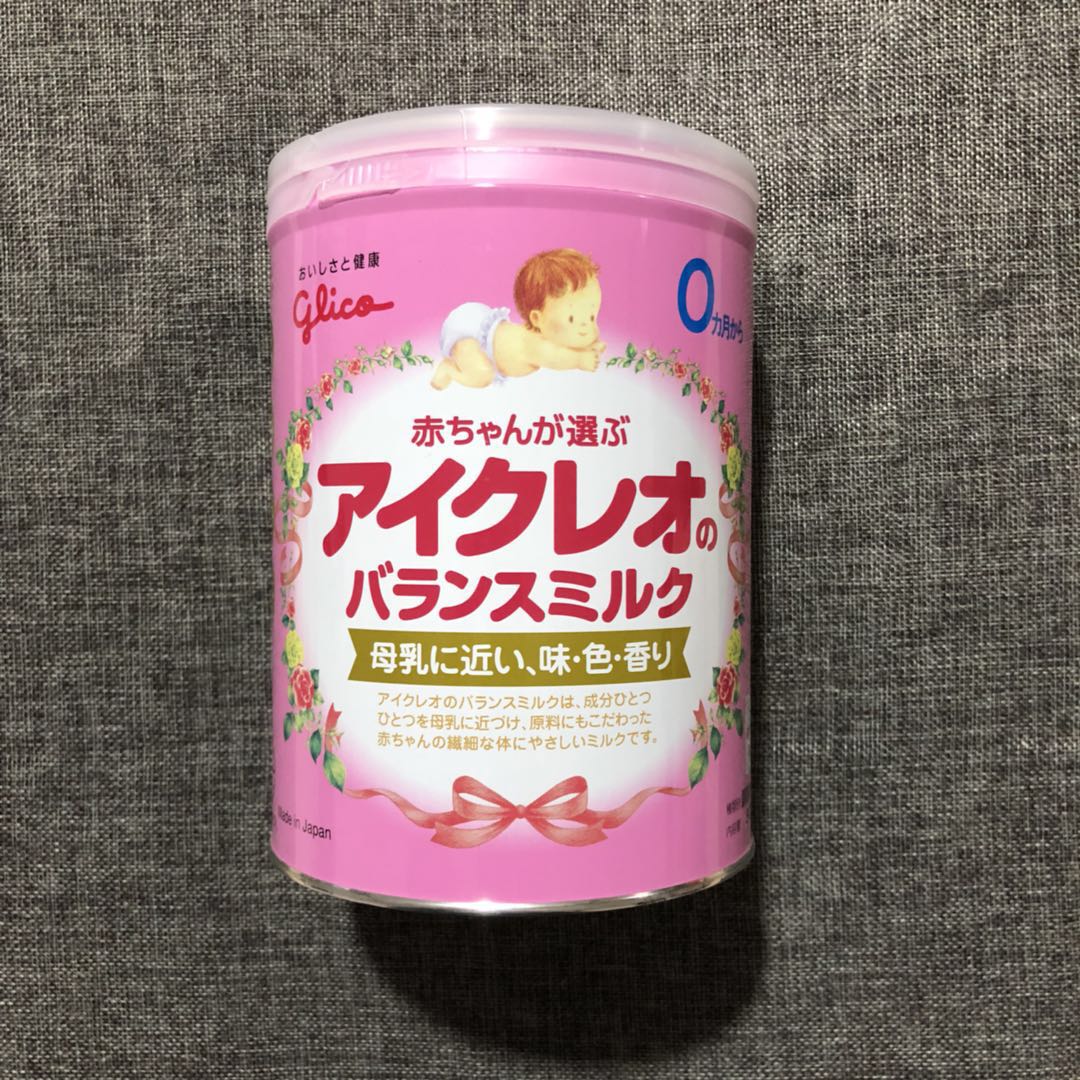 おいしさと健康
glico
0ヵ月から
赤ちゃんが選ぶ
アイクレオの
バランスミルク
母乳に近い、味・色・香り
アイクレオのバランスミルクは、成分ひとつ
ひとつを母乳に近づけ、原料にもこだわった
赤ちゃんの繊細な体にやさしいミルクです。
Made in Japan
内容量